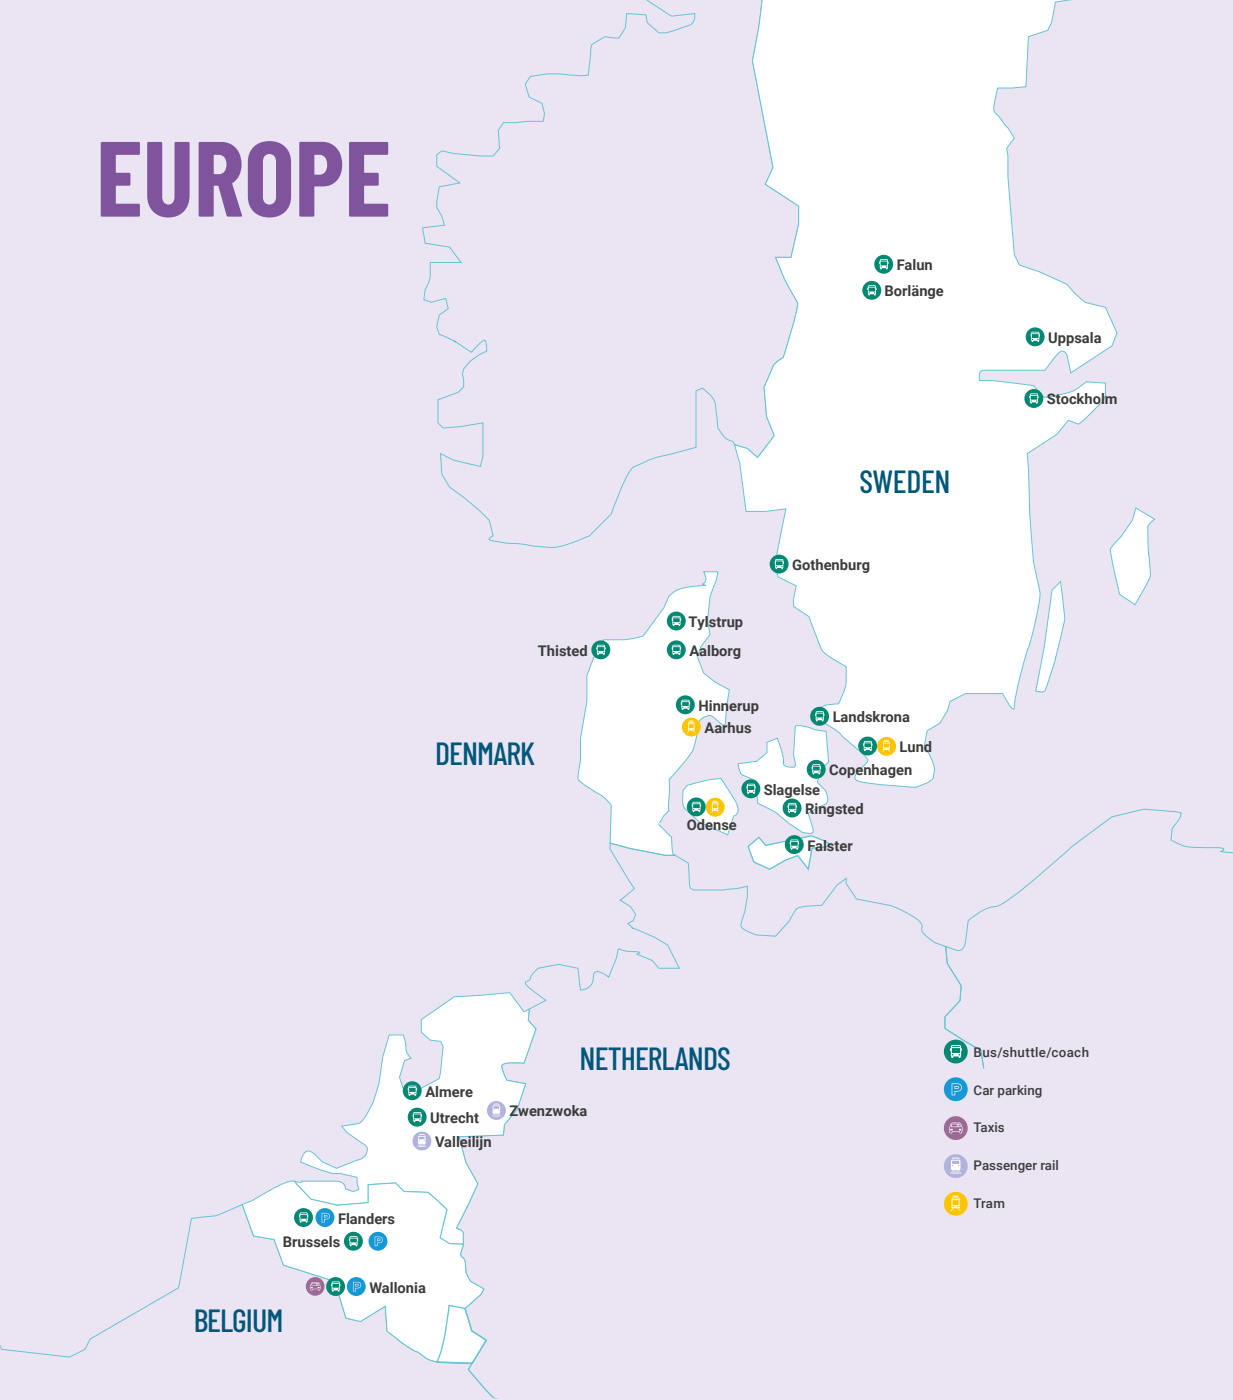 EUROPE
Falun
Borlänge
Uppsala
Stockholm
SWEDEN
Gothenburg
Tylstrup
Thisted
Aalborg
Hinnerup
Aarhus
Landskrona
DENMARK
Lund
Copenhagen
Slagelse
Ringsted
Odense
Falster
NETHERLANDS
Almere
Zwenzwoka
Utrecht
Valleilijn
Flanders
Brussels
Wallonia
BELGIUM
Bus/shuttle/coach
Car parking
Taxis
Passenger rail
Tram